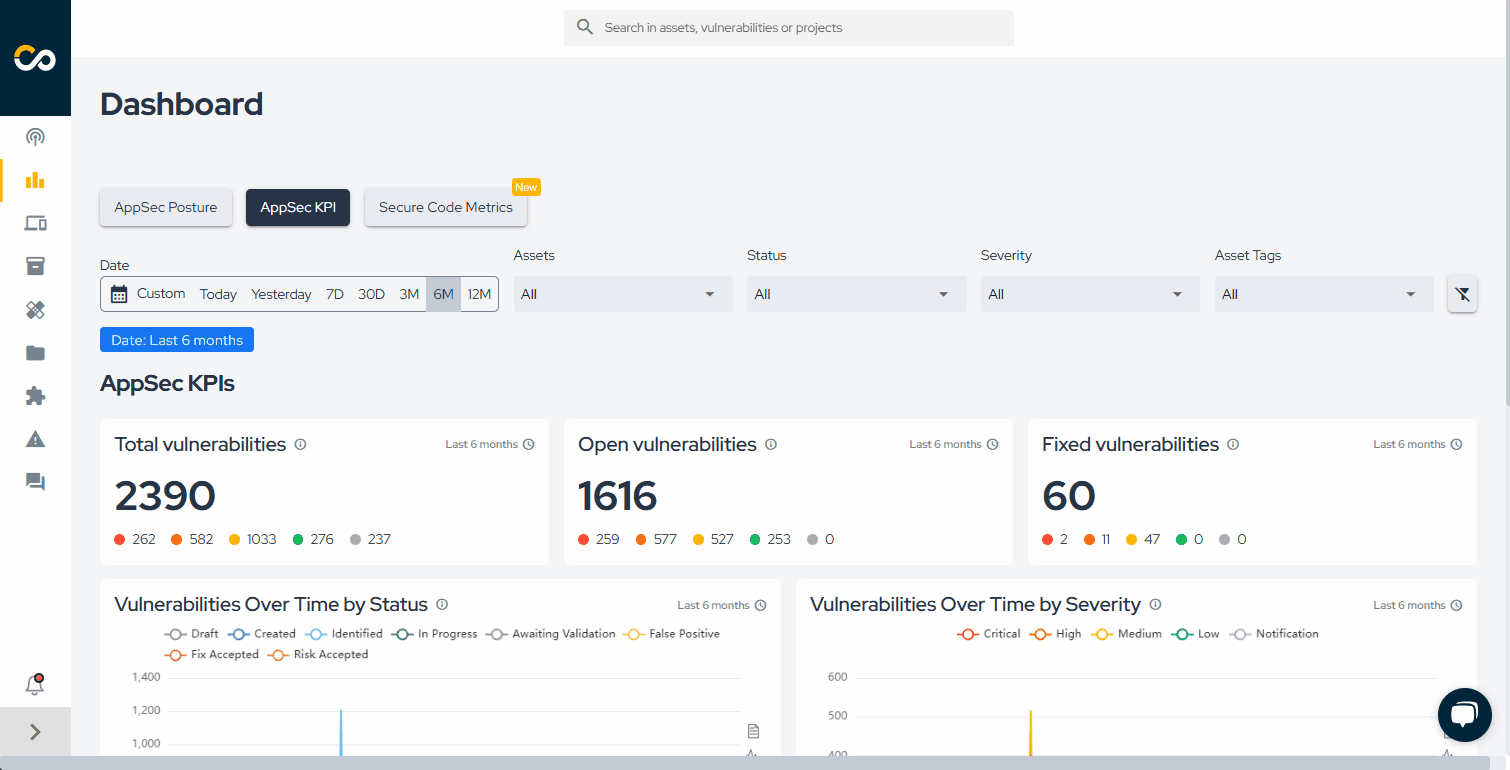 Search in assets, vulnerabilities or projects
Dashboard
New
AppSec Posture AppSec KPI Secure Code Metrics
Assets Status Severity Asset Tags
Date
Custom Today Yesterday 7D 30D 3M 6M 12M All All All All
Date: Last 6 months
AppSec KPIs
Total vulnerabilities Last 6 months Open vulnerabilities Last 6 months Fixed vulnerabilities Last 6 months
2390 1616 60
262 582 1033 276 237 259 577 527 253 0 2 11 47 0 0
Vulnerabilities Over Time by Status Last 6 months
Draft Created Identified In Progress Awaiting Validation False Positive
Fix Accepted Risk Accepted
1,400
1,200
1,000
Vulnerabilities Over Time by Severity Last 6 months
Critical High Medium Low Notification
600
500
400